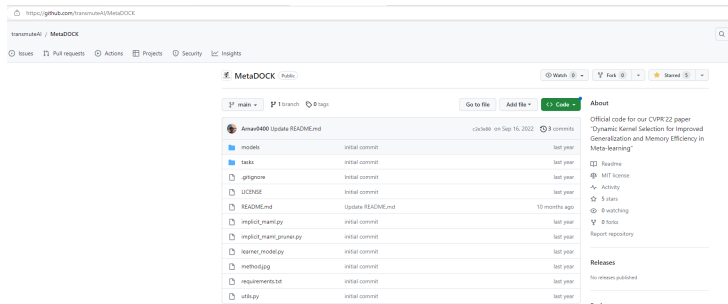 https://github.com/transmuteAI/MetaDOCK
transmuteAI / MetaDOCK
Issues Pull requests Actions Projects Security Insights
MetaDOCK Public
Watch 0 Fork 0 Starred 5
main 1 branch 0 tags Go to file Add file Code
Arnav0400 Update README.md on Sep 16, 2022 3 commits
models initial commit last year
tasks initial commit last year
.gitignore Initial commit last year
LICENSE initial commit last year
README.md Update README.md 10 months ago
implicit_maml.py initial commit last year
implicit_maml_pruner.py initial commit last year
learner_model.py initial commit last year
method.jpg initial commit last year
requirements.txt initial commit last year
utils.py initial commit last year
About
Official code for our CVPR'22 paper
"Dynamic Kernel Selection for Improved
Generalization and Memory Efficiency in
Meta-learning"
Readme
MIT license
Activity
5 stars
0 watching
0 forks
Report repository
Releases
No releases published